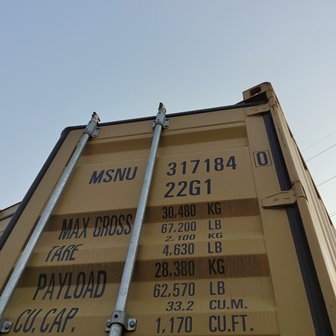 MSNU 317184 0
22G1
MAX GROSS 30.480 KG
67.200 LB
TARE 2.100 KG
4.630 LB
PAYLOAD 28.380 KG
62.570 LB
CU.CAP. 33.2 CU.M.
1.170 CU.FT.